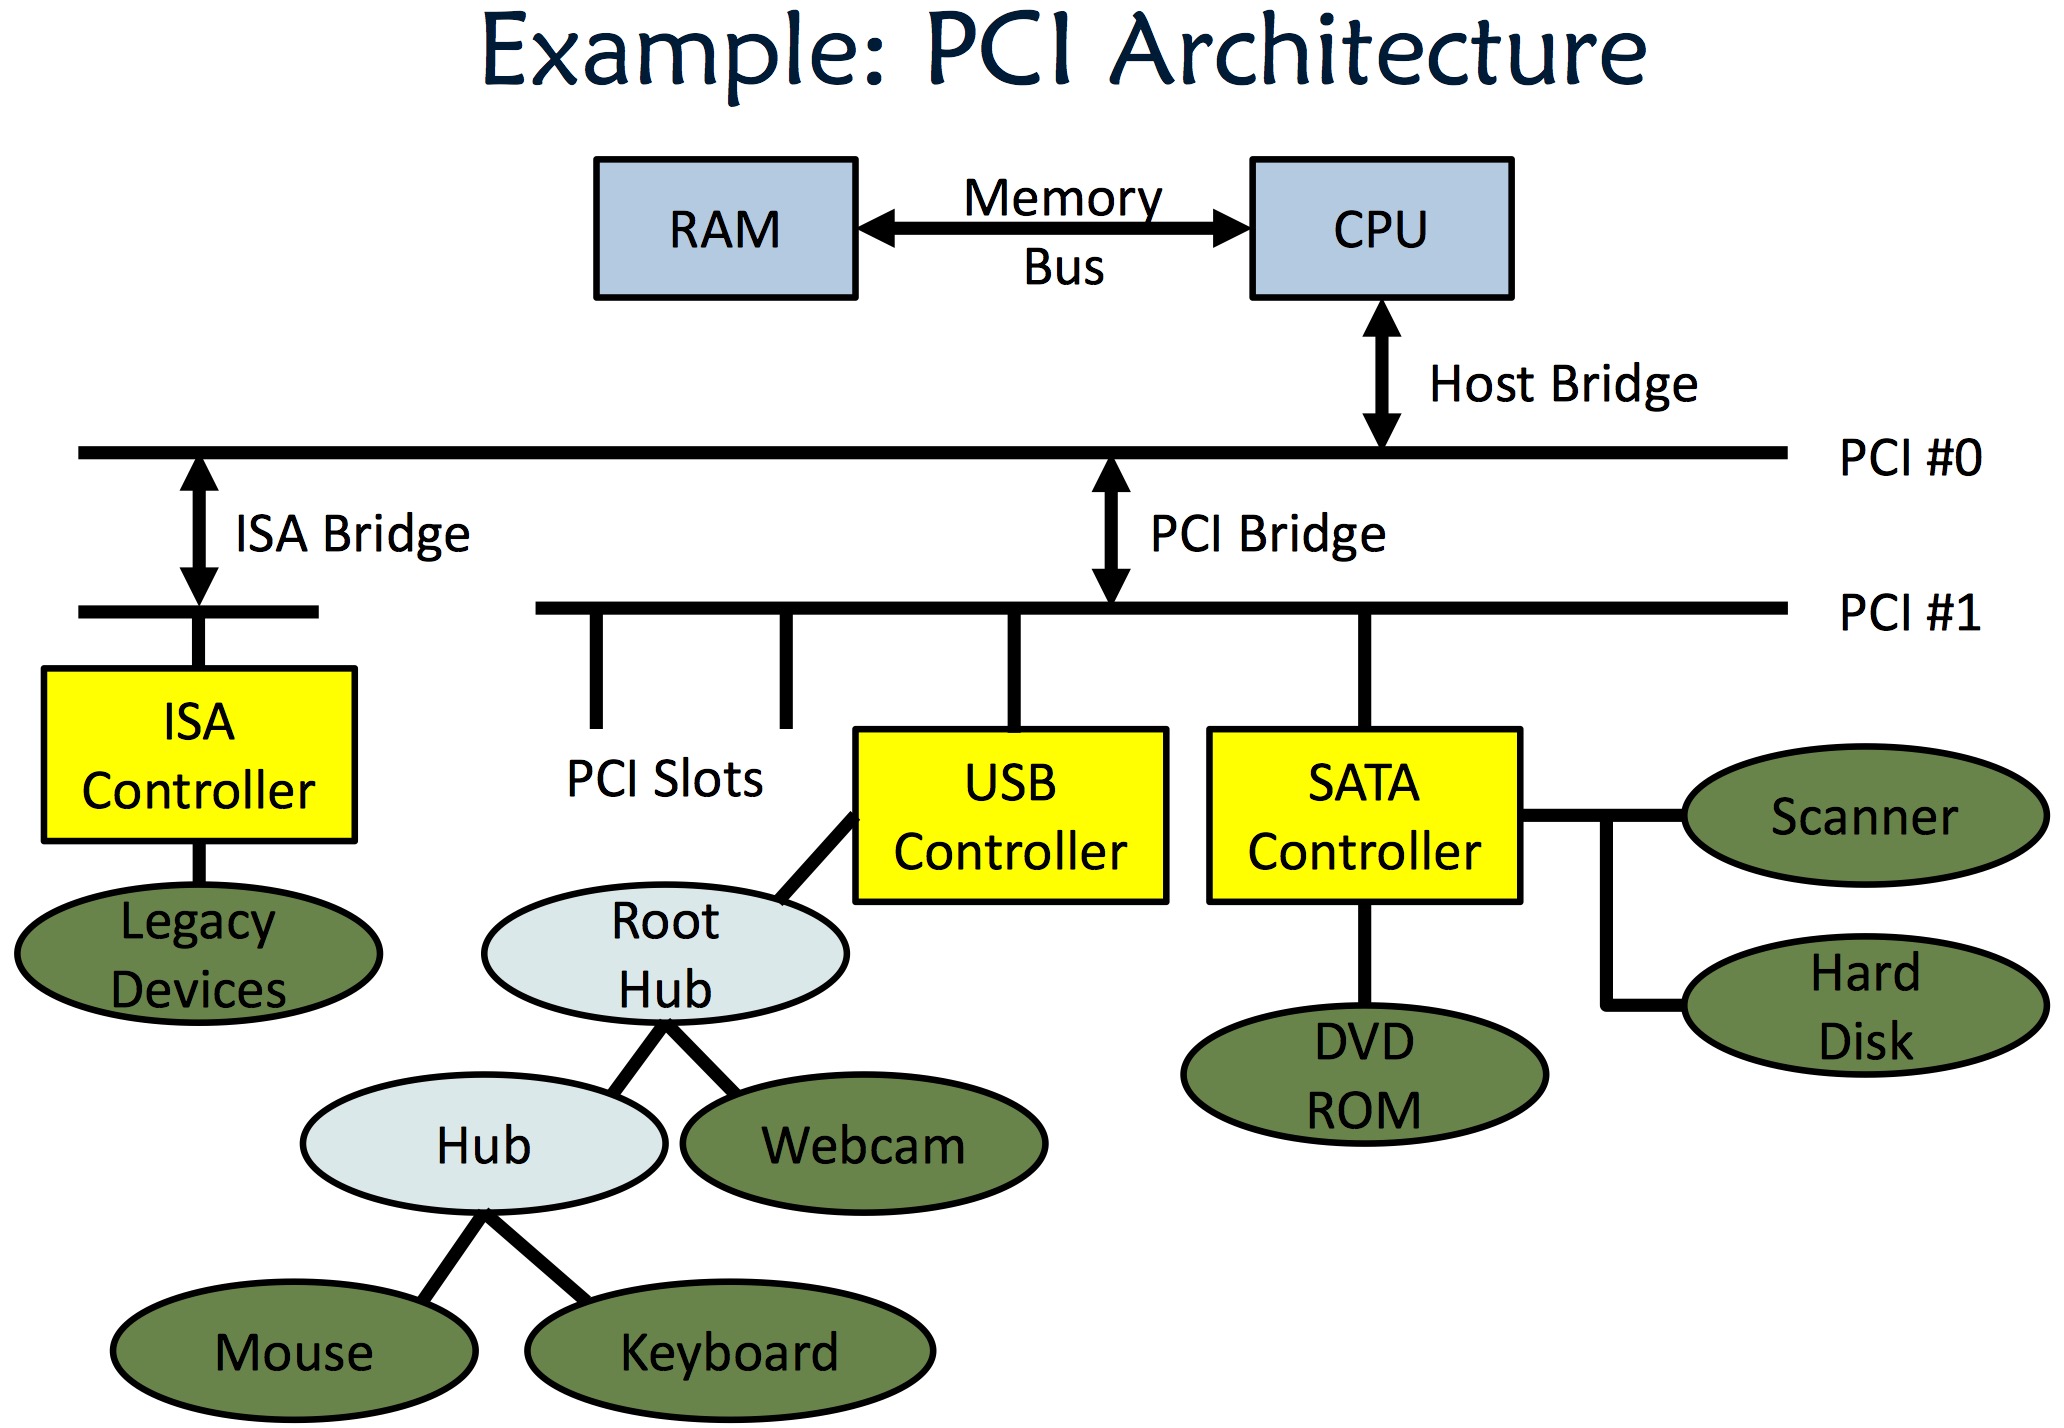 Example: PCI Architecture
RAM
Memory
Bus
CPU
Host Bridge
PCI #0
ISA Bridge
PCI Bridge
PCI #1
ISA
Controller
PCI Slots
USB
Controller
SATA
Controller
Scanner
Legacy
Devices
Root
Hub
Hard
Disk
DVD
ROM
Hub
Webcam
Mouse
Keyboard